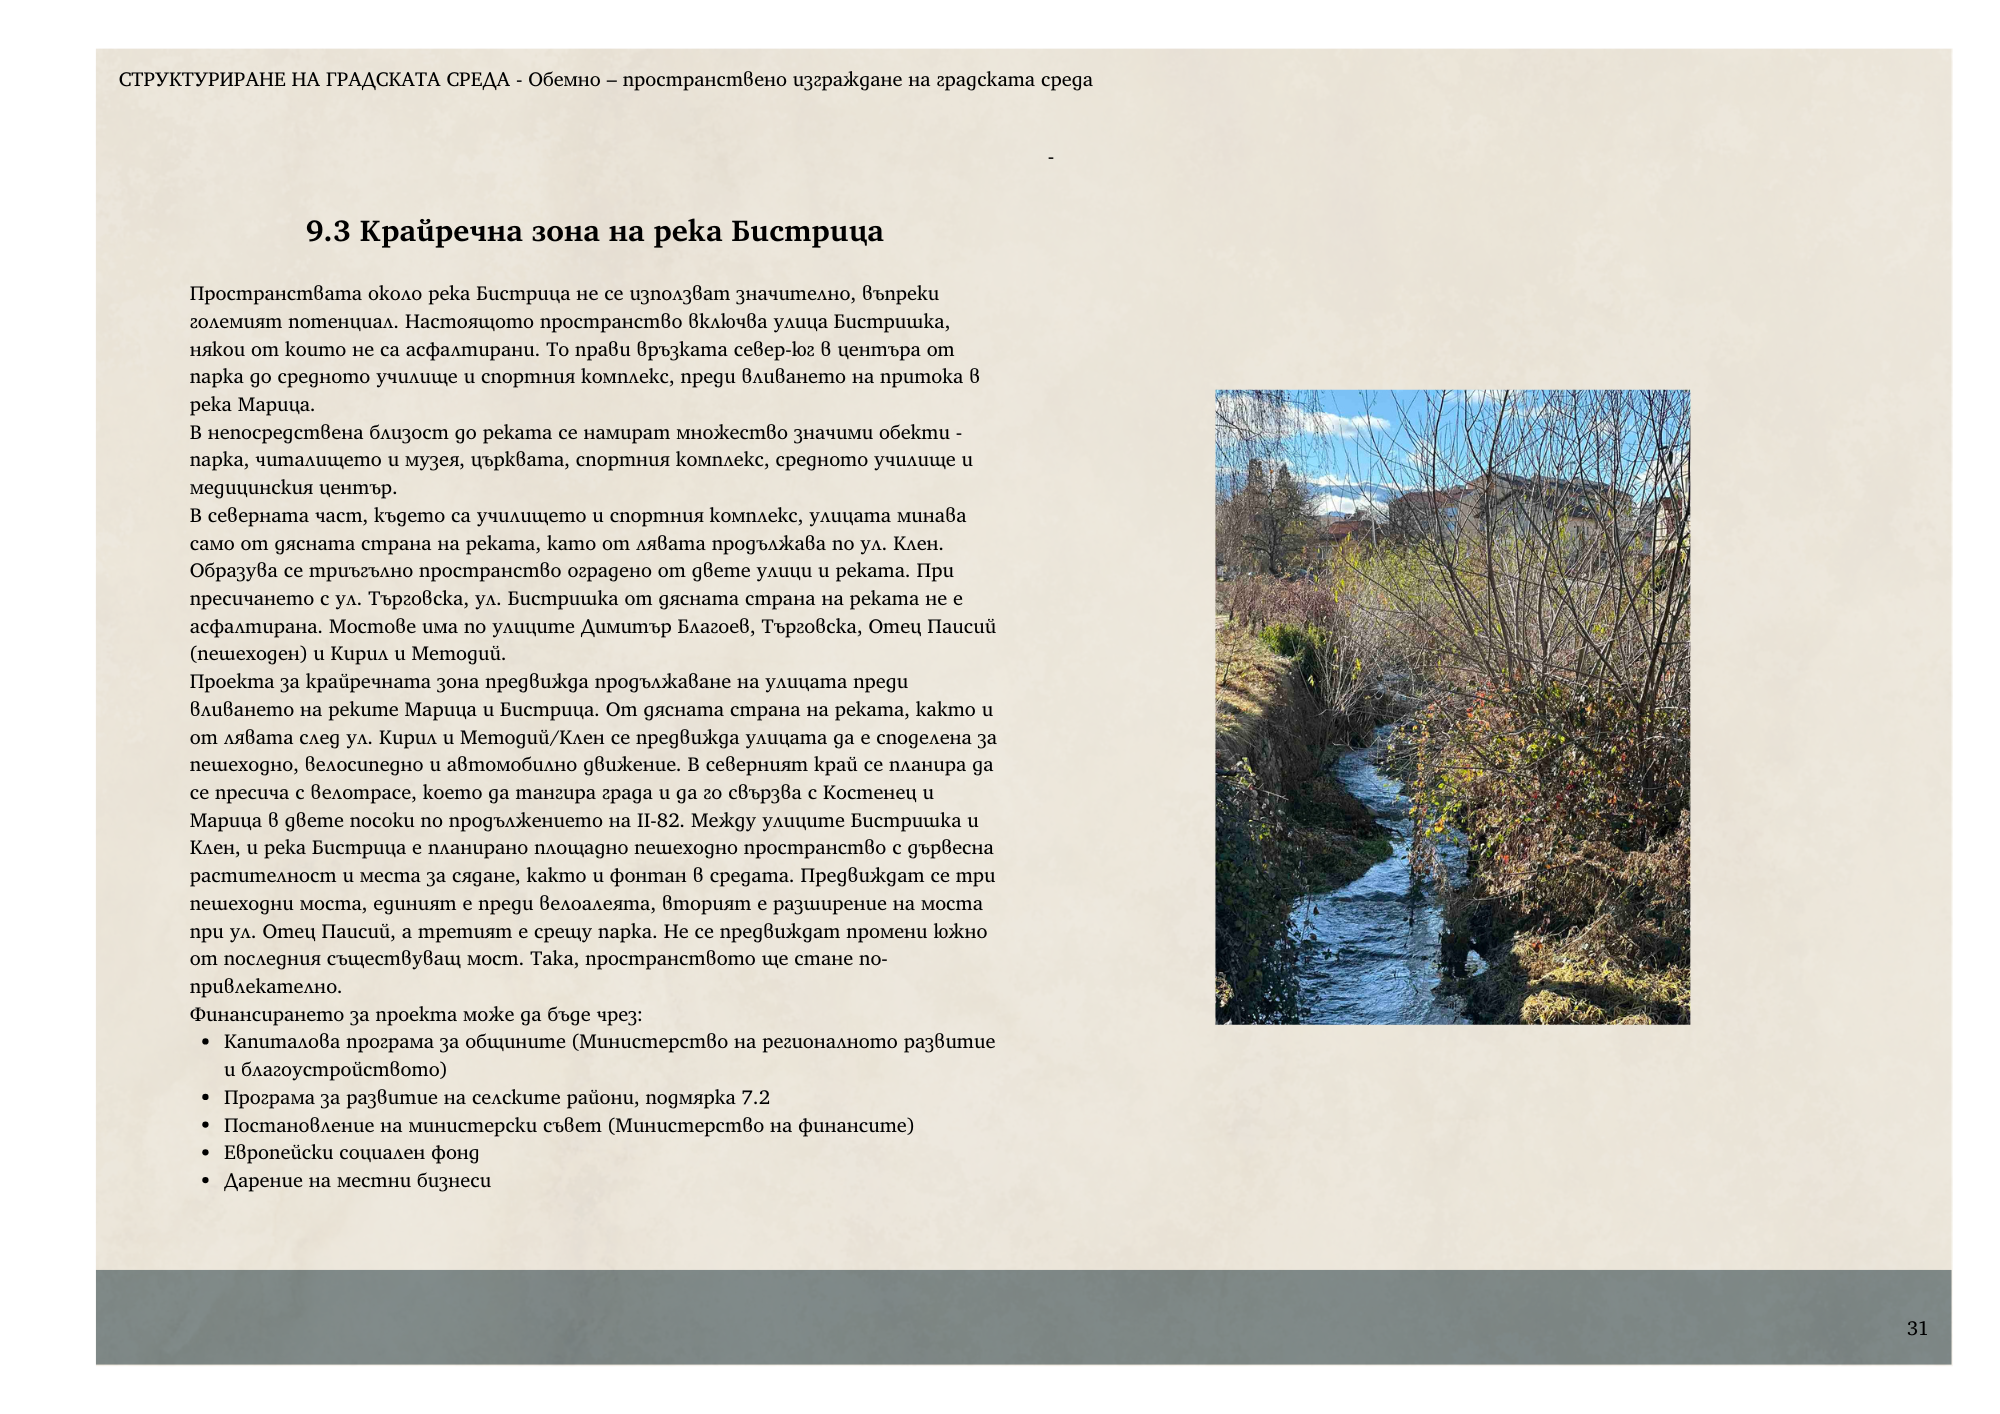 СТРУКТУРИРАНЕ НА ГРАДСКАТА СРЕДА - Обемно – пространствено изграждане на градската среда
-
9.3 Крайречна зона на река Бистрица
Пространствата около река Бистрица не се използват значително, въпреки
големият потенциал. Настоящото пространство включва улица Бистришка,
някои от които не са асфалтирани. То прави връзката север-юг в центъра от
парка до средното училище и спортния комплекс, преди вливането на притока в
река Марица.
В непосредствена близост до реката се намират множество значими обекти -
парка, читалището и музея, църквата, спортния комплекс, средното училище и
медицинския център.
В северната част, където са училището и спортния комплекс, улицата минава
само от дясната страна на реката, като от лявата продължава по ул. Клен.
Образува се триъгълно пространство оградено от двете улици и реката. При
пресичането с ул. Търговска, ул. Бистришка от дясната страна на реката не е
асфалтирана. Мостове има по улиците Димитър Благоев, Търговска, Отец Паисий
(пешеходен) и Кирил и Методий.
Проекта за крайречната зона предвижда продължаване на улицата преди
вливането на реките Марица и Бистрица. От дясната страна на реката, както и
от лявата след ул. Кирил и Методий/Клен се предвижда улицата да е споделена за
пешеходно, велосипедно и автомобилно движение. В северният край се планира да
се пресича с велотрасе, което да тангира града и да го свързва с Костенец и
Марица в двете посоки по продължението на II-82. Между улиците Бистришка и
Клен, и река Бистрица е планирано площадно пешеходно пространство с дървесна
растителност и места за сядане, както и фонтан в средата. Предвиждат се три
пешеходни моста, единият е преди велоалеята, вторият е разширение на моста
при ул. Отец Паисий, а третият е срещу парка. Не се предвиждат промени южно
от последния съществуващ мост. Така, пространството ще стане по-
привлекателно.
Финансирането за проекта може да бъде чрез:
• Капиталова програма за общините (Министерство на регионалното развитие
и благоустройството)
• Програма за развитие на селските райони, подмярка 7.2
• Постановление на министерски съвет (Министерство на финансите)
• Европейски социален фонд
• Дарение на местни бизнеси
31